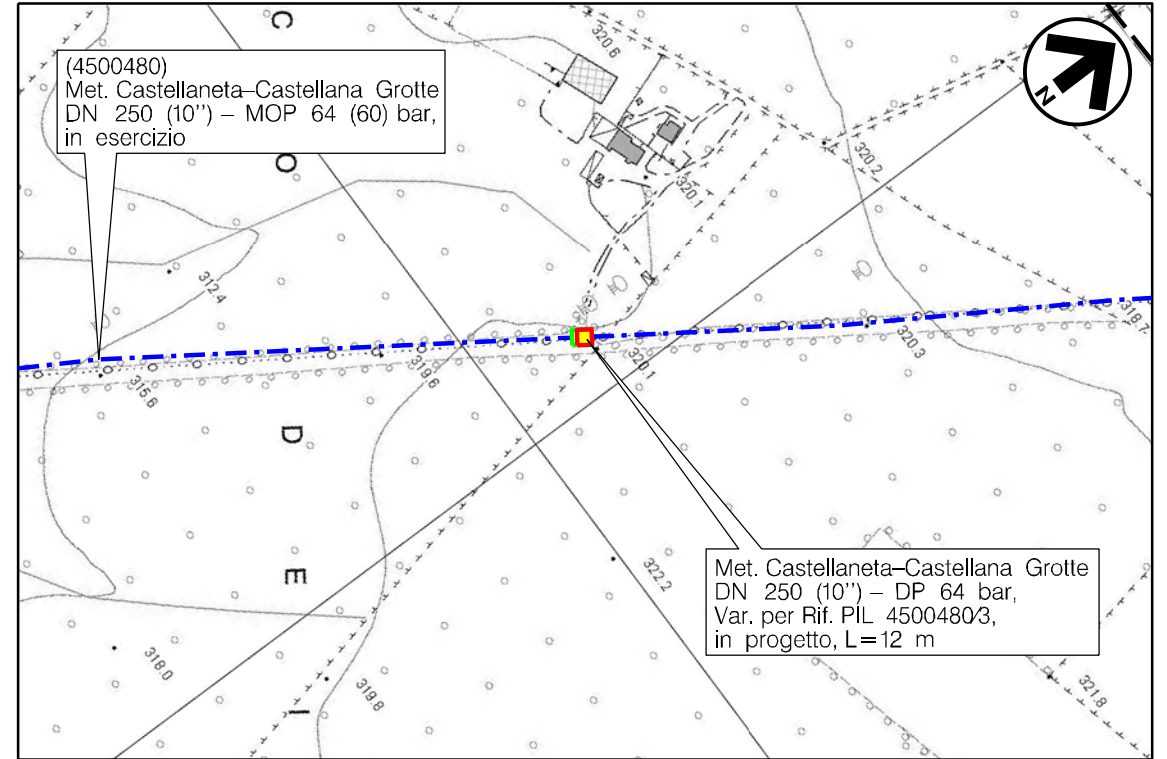 (4500480)
Met. Castellaneta–Castellana Grotte
DN 250 (10'') – MOP 64 (60) bar,
in esercizio
C
O
D
E
I
N
320.6
320.1
320.2
312.4
315.6
319.6
320.1
320.3
318.7
322.2
318.0
319.8
321.8
Met. Castellaneta–Castellana Grotte
DN 250 (10'') – DP 64 bar,
Var. per Rif. PIL 4500480/3,
in progetto, L=12 m